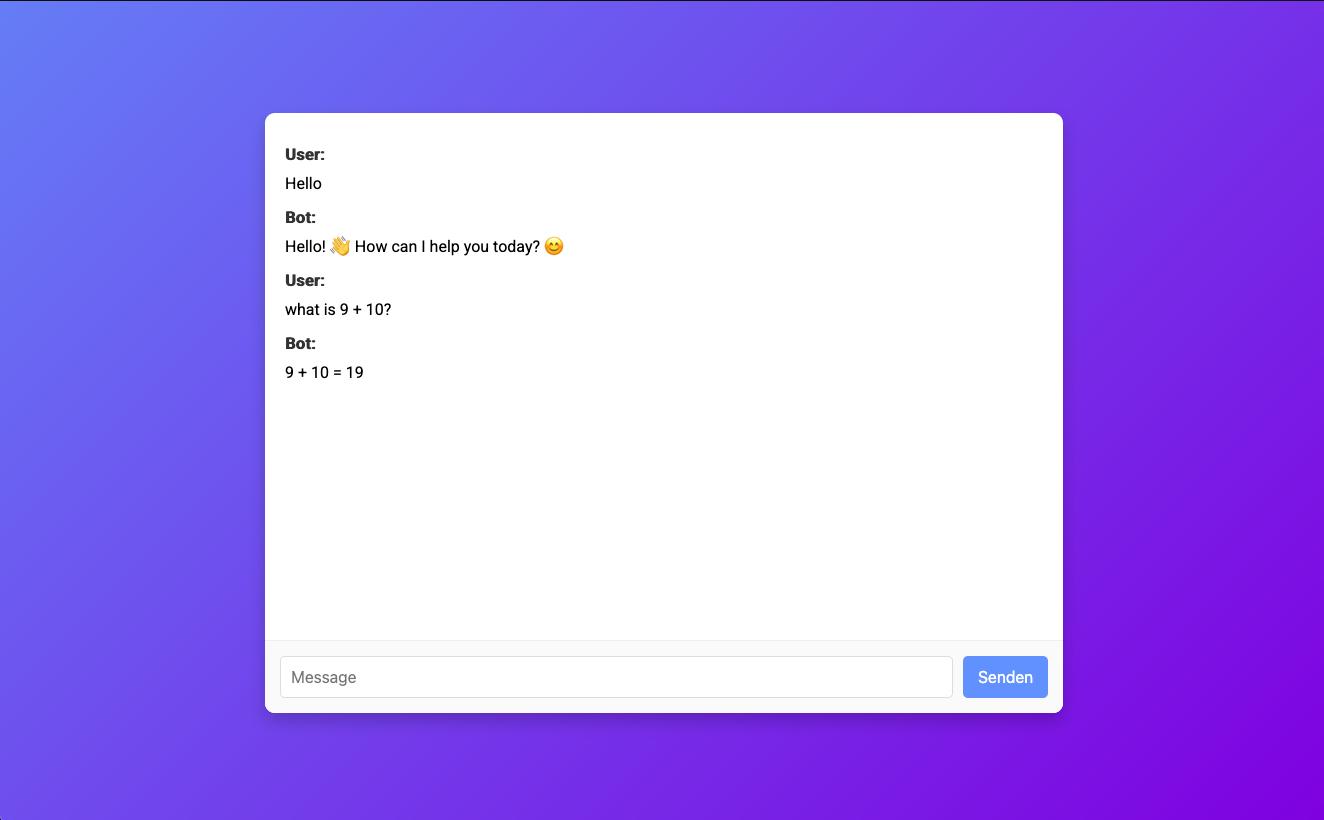 User:
Hello
Bot:
Hello! 👋 How can I help you today? 😊
User:
what is 9 + 10?
Bot:
9 + 10 = 19
Message
Senden